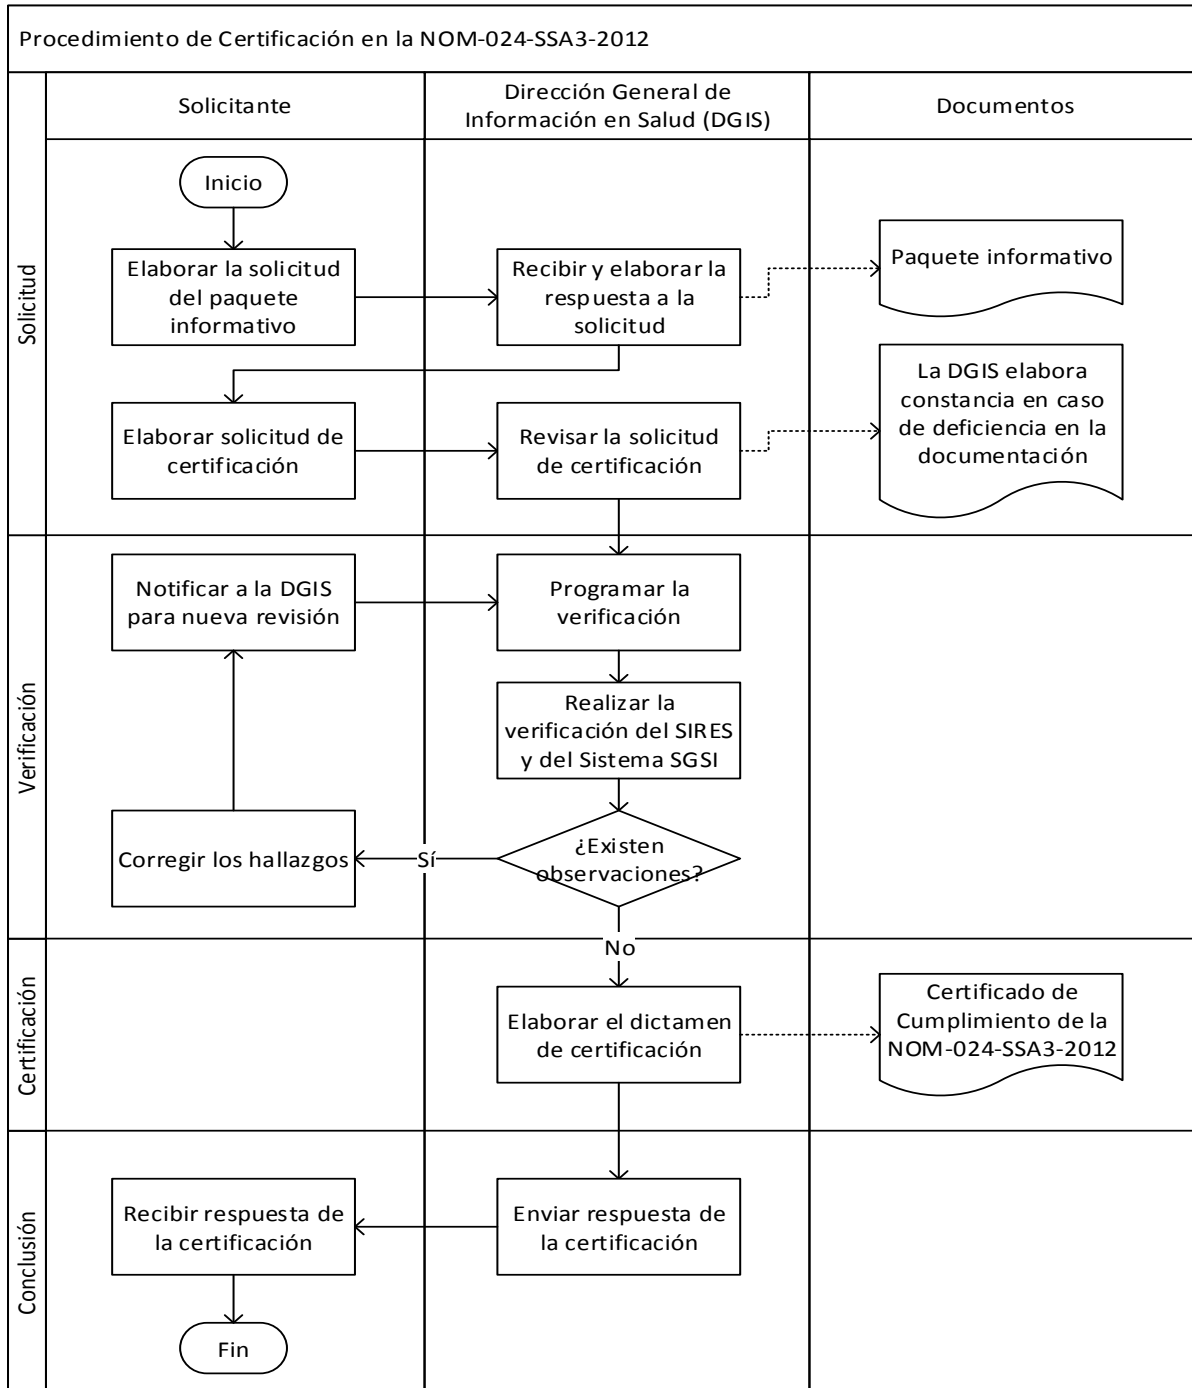 Procedimiento de Certificación en la NOM-024-SSA3-2012
Solicitante
Dirección General de
Información en Salud (DGIS)
Documentos
Solicitud
Inicio
Elaborar la solicitud
del paquete
informativo
Recibir y elaborar la
respuesta a la
solicitud
Paquete informativo
Elaborar solicitud de
certificación
Revisar la solicitud
de certificación
La DGIS elabora
constancia en caso
de deficiencia en la
documentación
Verificación
Notificar a la DGIS
para nueva revisión
Programar la
verificación
Realizar la
verificación del SIRES
y del Sistema SGSI
Corregir los hallazgos
Sí
¿Existen
observaciones?
No
Certificación
Elaborar el dictamen
de certificación
Certificado de
Cumplimiento de la
NOM-024-SSA3-2012
Conclusión
Recibir respuesta de
la certificación
Enviar respuesta de
la certificación
Fin